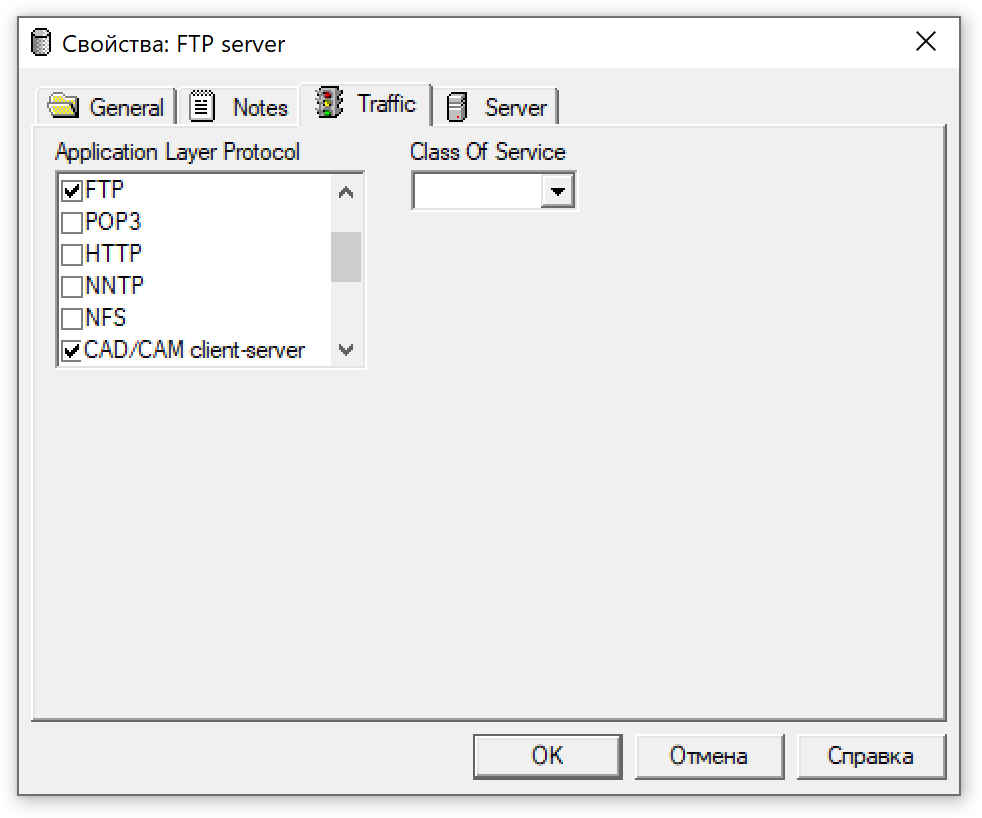 Свойства: FTP server
General Notes Traffic Server
Application Layer Protocol Class Of Service
FTP
POP3
HTTP
NNTP
NFS
CAD/CAM client-server
OK Отмена Справка